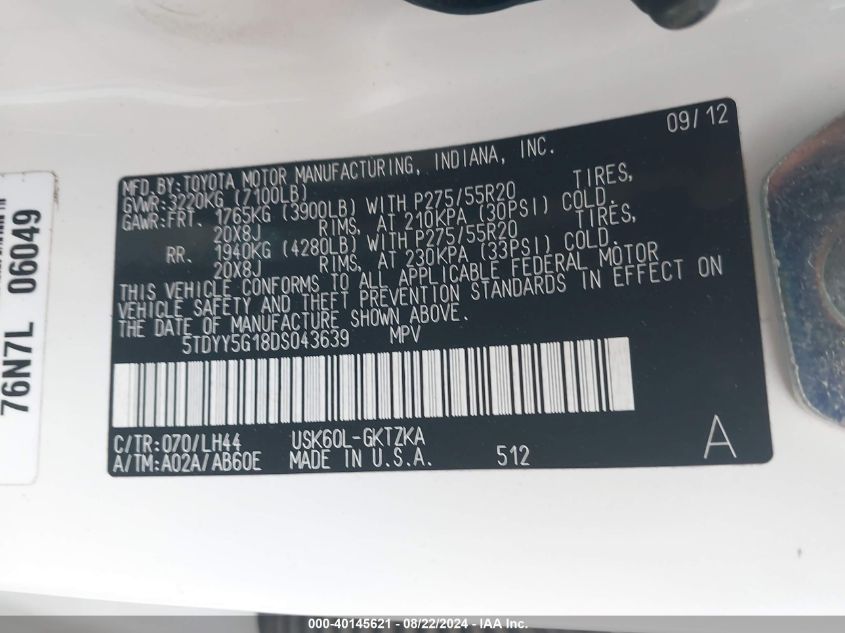 09/12
MFD.BY:TOYOTA MOTOR MANUFACTURING, INDIANA, INC.
GVWR:3220KG (7100LB)
GAWR:FRT. 1765KG (3900LB) WITH P275/55R20 TIRES,
20X8J RIMS, AT 210KPA (30PSI) COLD.
RR. 1940KG (4280LB) WITH P275/55R20 TIRES,
20X8J RIMS, AT 230KPA (33PSI) COLD.
THIS VEHICLE CONFORMS TO ALL APPLICABLE FEDERAL MOTOR
VEHICLE SAFETY AND THEFT PREVENTION STANDARDS IN EFFECT ON
THE DATE OF MANUFACTURE SHOWN ABOVE.
5TDYY5G18DS043639 MPV
C/TR:070/LH44 USK60L-GKTZKA
A/TM:A02A/AB60E MADE IN U.S.A. 512 A
76N7L 06049
000-40145621 - 08/22/2024 - IAA Inc.